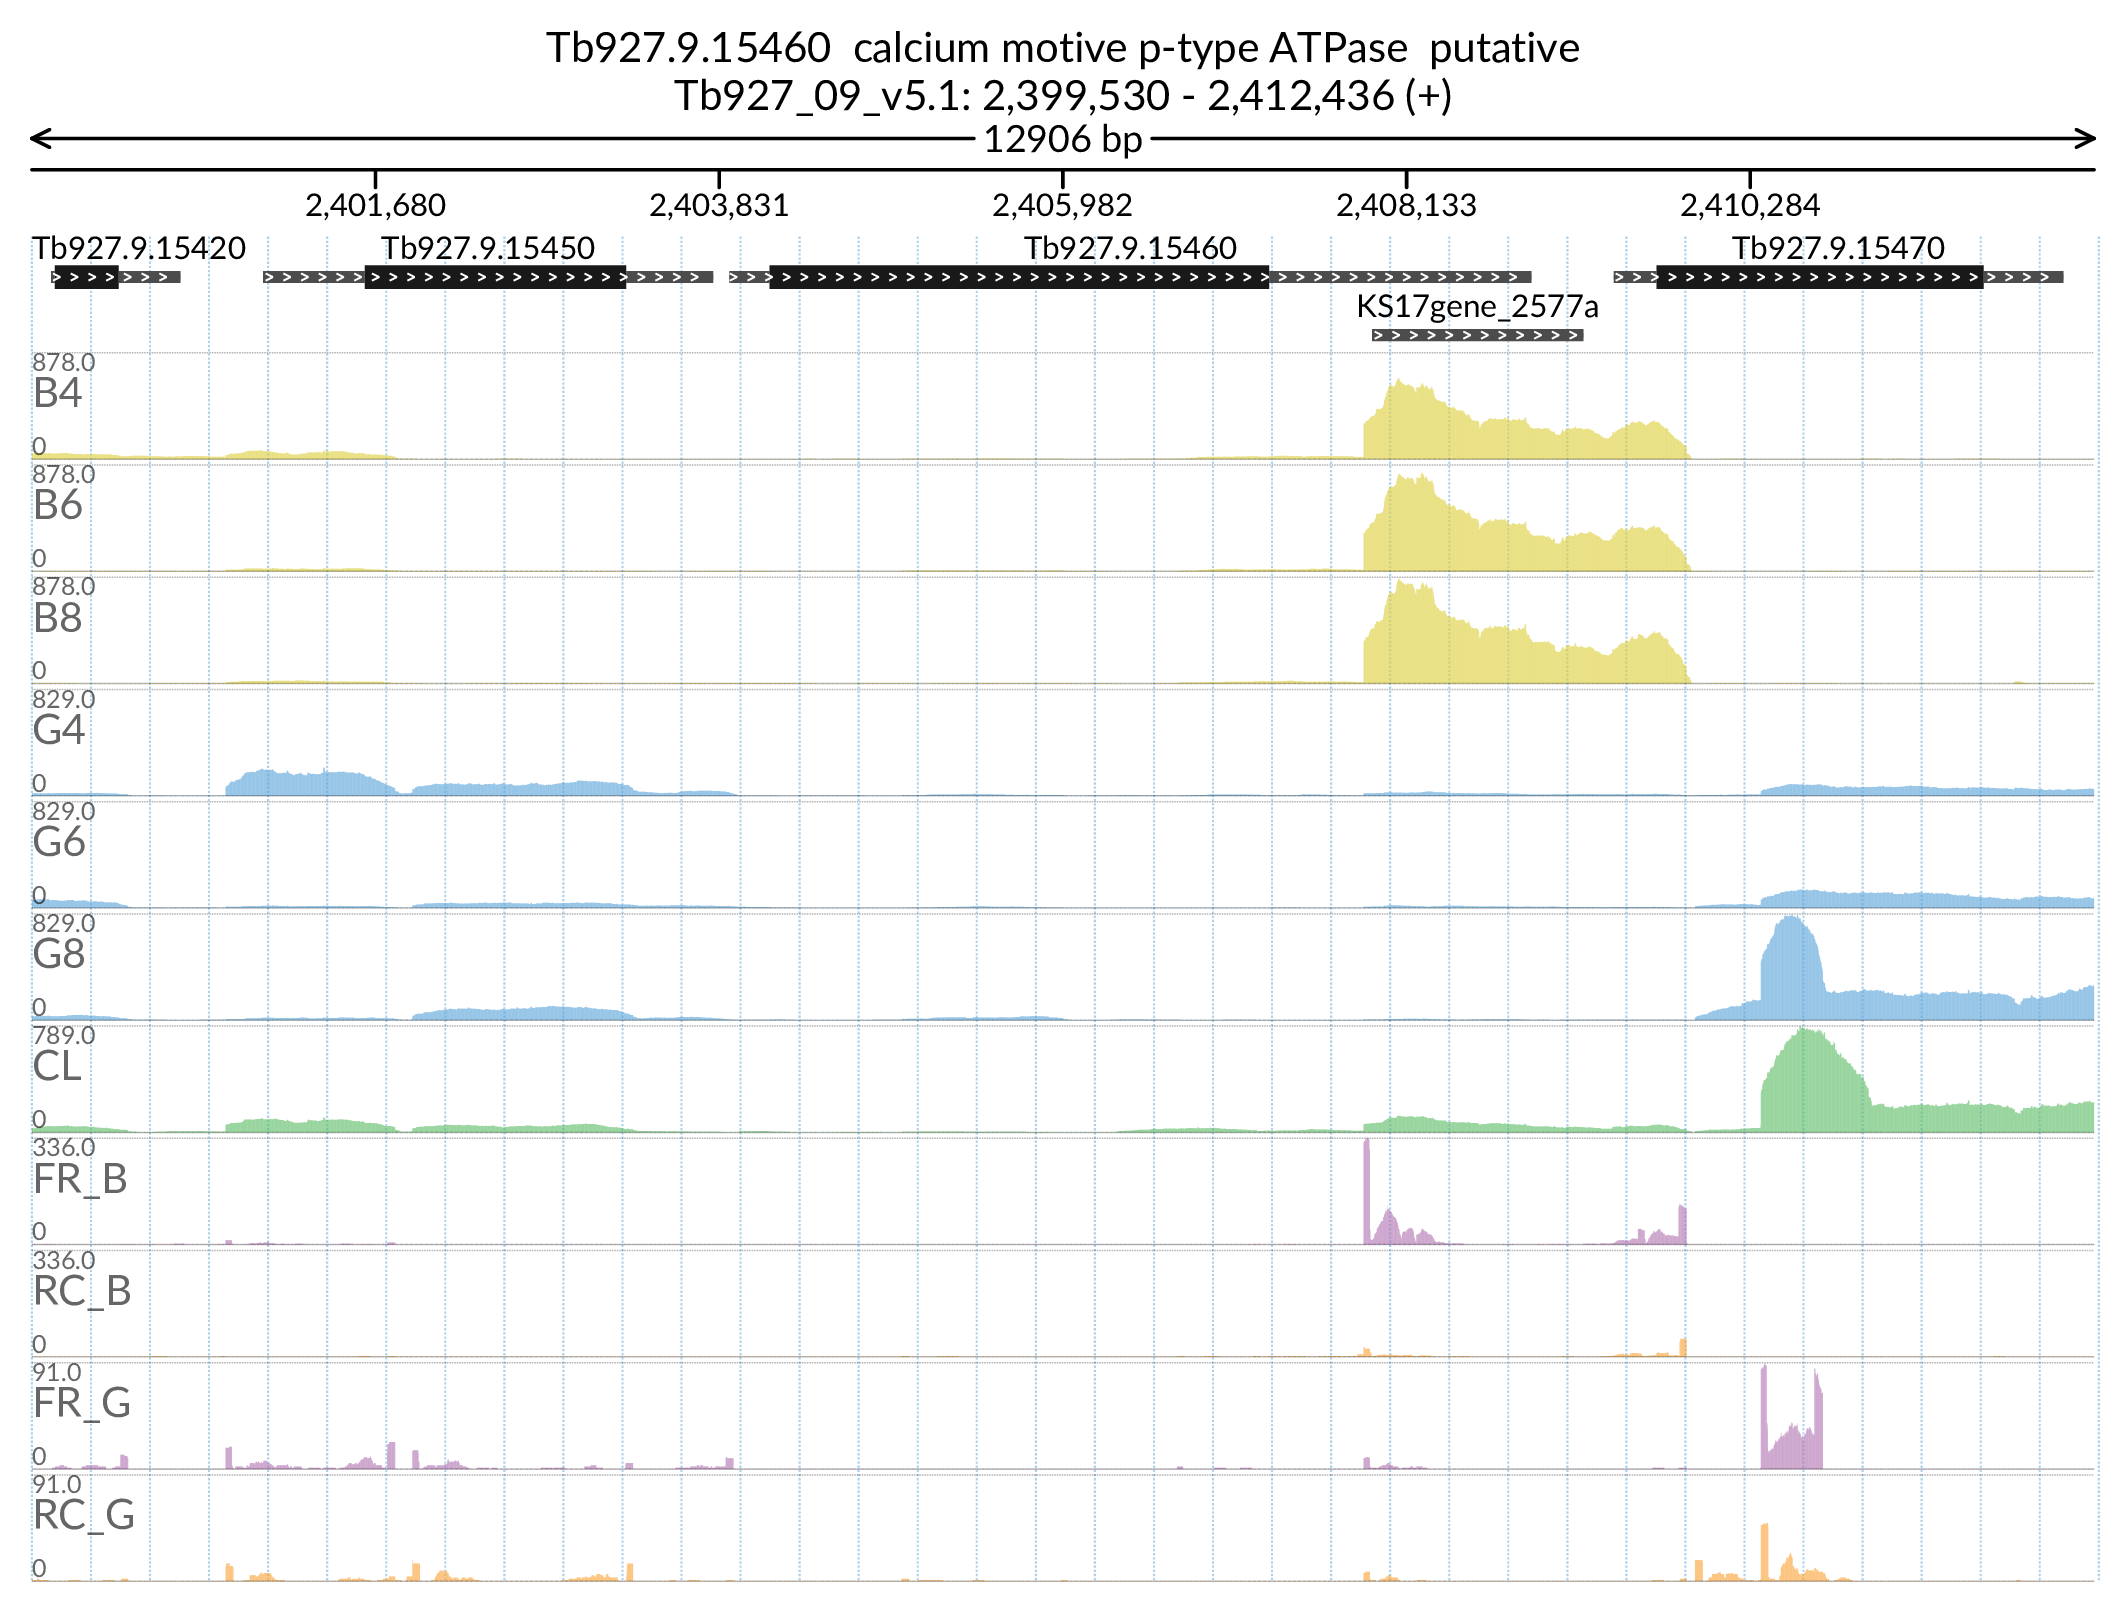 Tb927.9.15460 calcium motive p-type ATPase putative
Tb927_09_v5.1: 2,399,530 - 2,412,436 (+)
12906 bp
2,401,680 2,403,831 2,405,982 2,408,133 2,410,284
Tb927.9.15420 Tb927.9.15450 Tb927.9.15460 Tb927.9.15470
KS17gene_2577a
878.0
B4
0
878.0
B6
0
878.0
B8
0
829.0
G4
0
829.0
G6
0
829.0
G8
0
789.0
CL
0
336.0
FR_B
0
336.0
RC_B
0
91.0
FR_G
0
91.0
RC_G
0